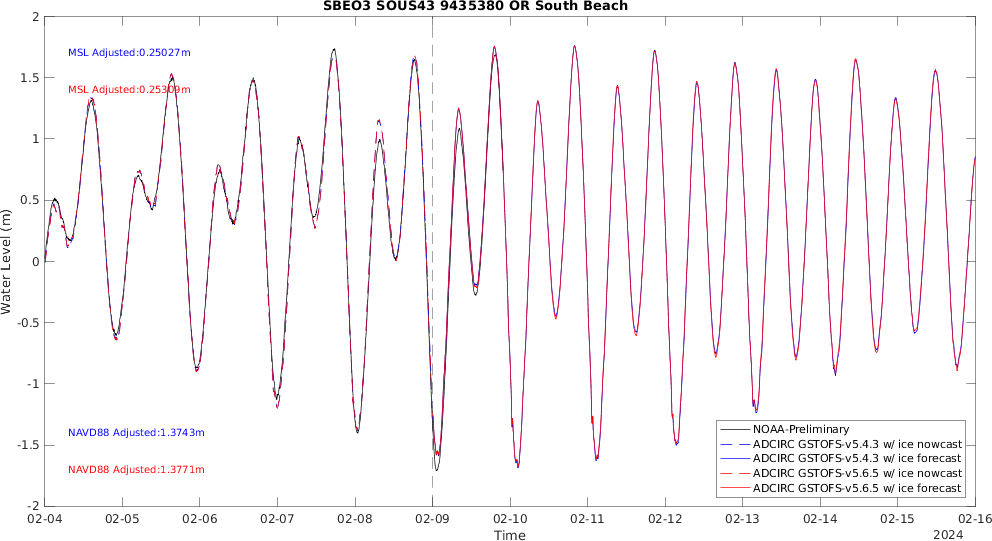 SBEO3 SOUS43 9435380 OR South Beach
2
1.5
1
0.5
0
-0.5
-1
-1.5
-2
Water Level (m)
MSL Adjusted:0.25027m
MSL Adjusted:0.25309m
NAVD88 Adjusted:1.3743m
NAVD88 Adjusted:1.3771m
NOAA-Preliminary
ADCIRC GSTOFS-v5.4.3 w/ ice nowcast
ADCIRC GSTOFS-v5.4.3 w/ ice forecast
ADCIRC GSTOFS-v5.6.5 w/ ice nowcast
ADCIRC GSTOFS-v5.6.5 w/ ice forecast
02-04 02-05 02-06 02-07 02-08 02-09 02-10 02-11 02-12 02-13 02-14 02-15 02-16
Time
2024